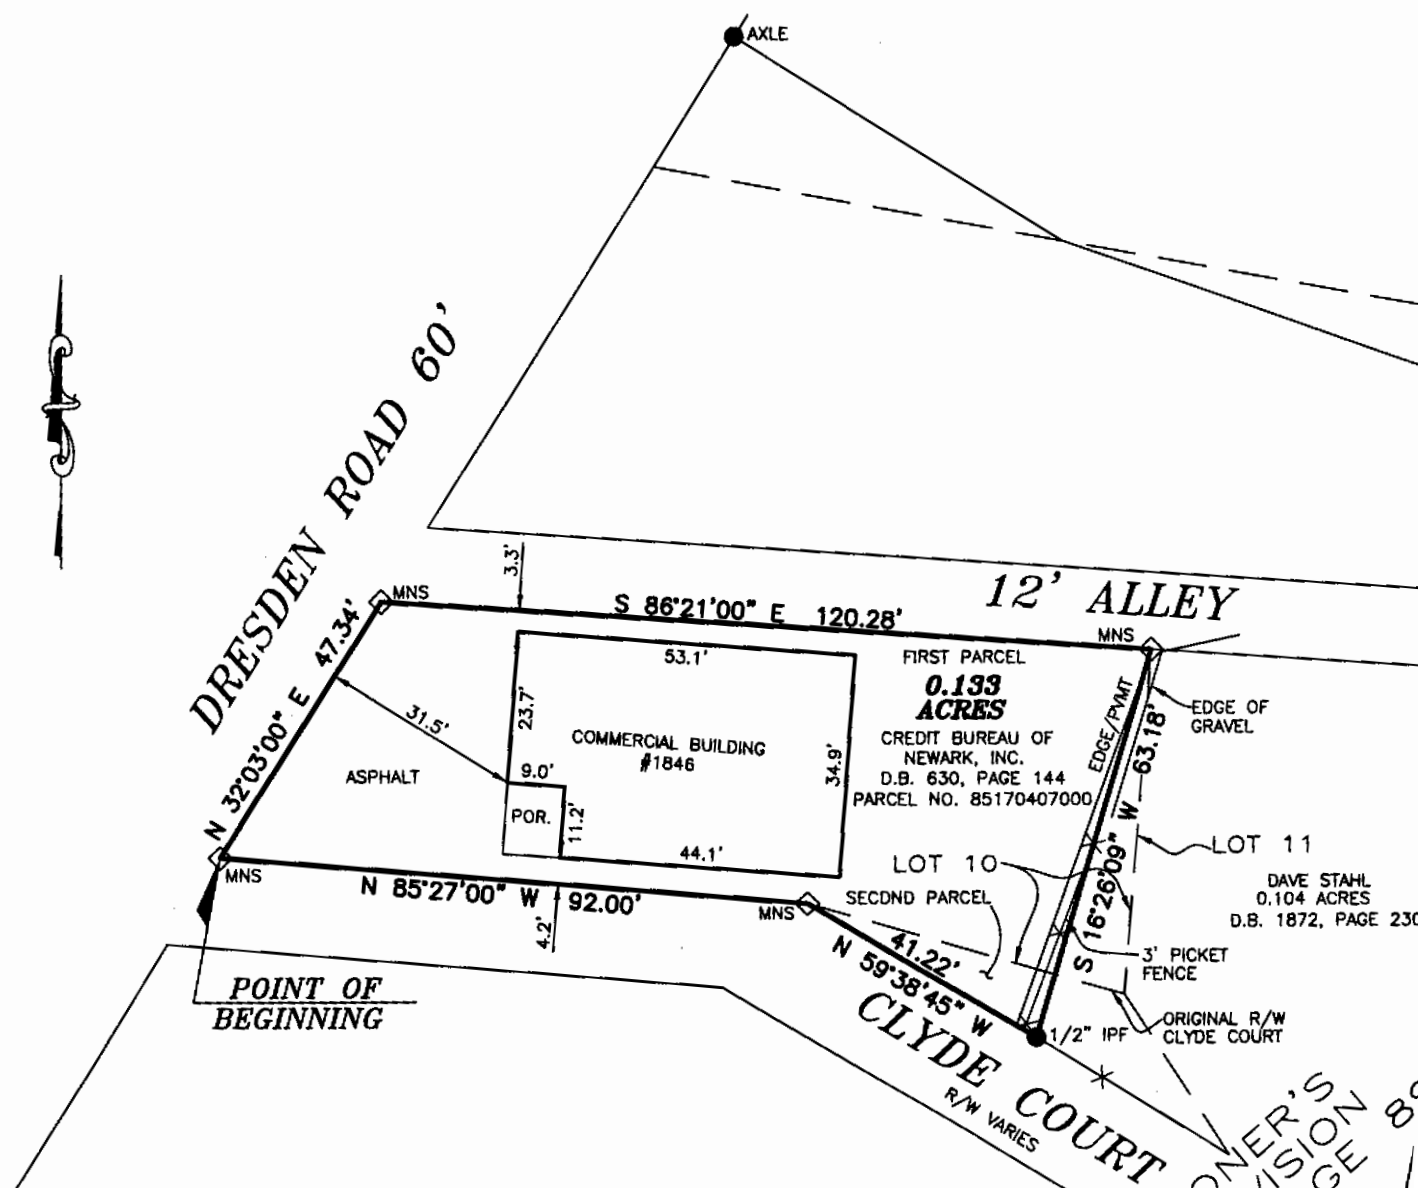 AXLE
DRESDEN ROAD 60'
3.3'
12' ALLEY
MNS
S 86°21'00" E 120.28'
MNS
N 32°03'00" E 47.34'
53.1'
FIRST PARCEL
0.133
ACRES
CREDIT BUREAU OF
NEWARK, INC.
D.B. 630, PAGE 144
PARCEL NO. 85170407000
EDGE/PVMT
EDGE OF
GRAVEL
S 16°26'09" W 63.18'
31.5'
23.7'
COMMERCIAL BUILDING
#1846
34.9'
ASPHALT
9.0'
POR.
11.2'
44.1'
LOT 10
LOT 11
SECOND PARCEL
DAVE STAHL
0.104 ACRES
D.B. 1872, PAGE 230
MNS
N 85°27'00" W 92.00'
MNS
4.2'
41.22'
N 59°38'45" W
3' PICKET
FENCE
POINT OF
BEGINNING
ORIGINAL R/W
CLYDE COURT
1/2" IPF
CLYDE COURT
R/W VARIES
ONER'S
VISION
GE 8